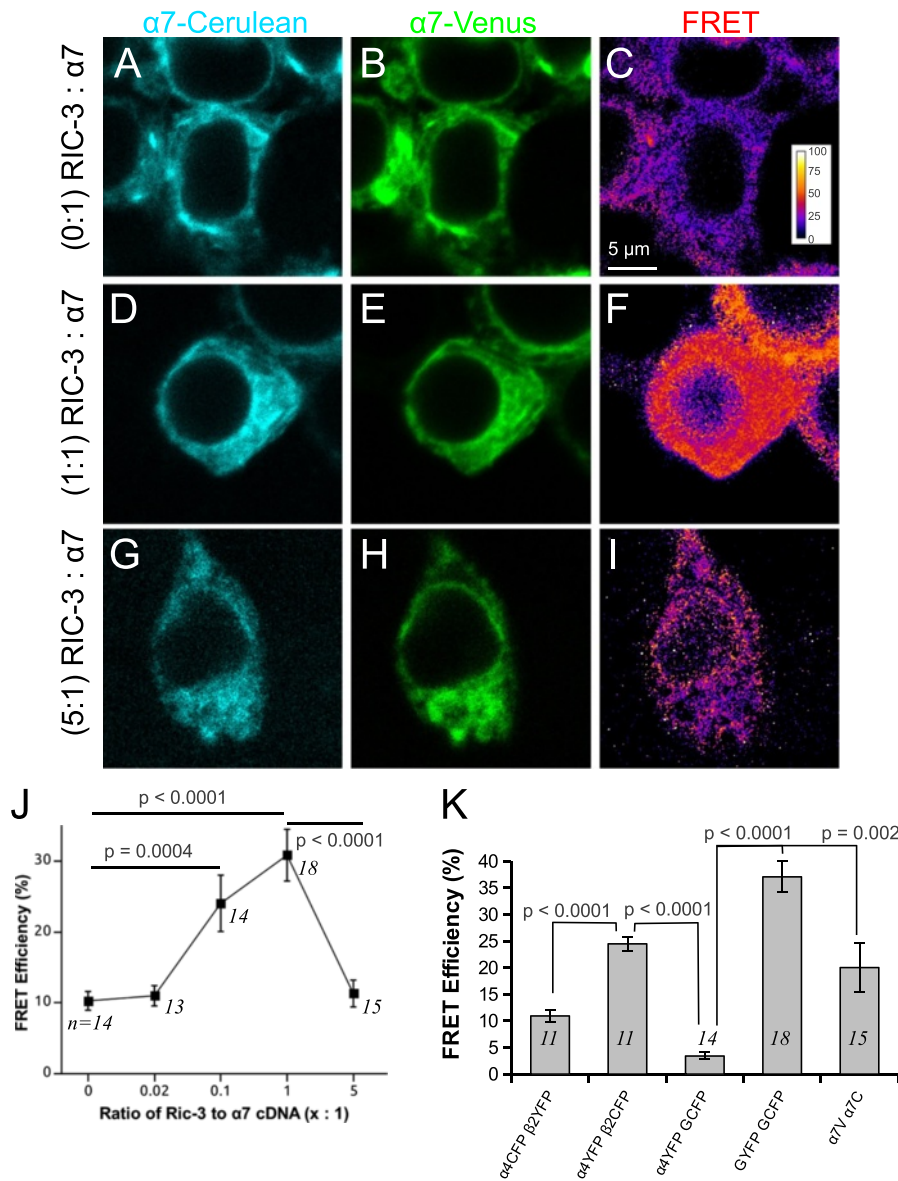 α7-Cerulean
α7-Venus
FRET
(0:1) RIC-3 : α7
A
B
C
100
75
50
25
0
5 µm
(1:1) RIC-3 : α7
D
E
F
(5:1) RIC-3 : α7
G
H
I
J
p < 0.0001
p < 0.0001
p = 0.0004
FRET Efficiency (%)
30
20
10
0
n=14
13
14
18
15
0
0.02
0.1
1
5
Ratio of Ric-3 to α7 cDNA (x : 1)
K
p < 0.0001
p = 0.002
p < 0.0001
p < 0.0001
FRET Efficiency (%)
40
35
30
25
20
15
10
5
0
11
11
14
18
15
α4CFP β2YFP
α4YFP β2CFP
α4YFP GCFP
GYFP GCFP
α7V α7C